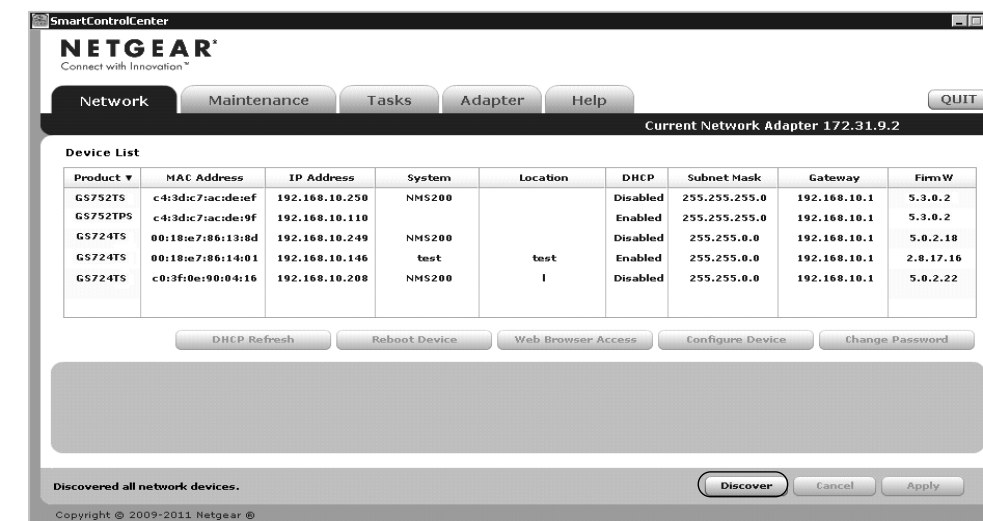 SmartControlCenter
NETGEAR®
Connect with Innovation™
Network Maintenance Tasks Adapter Help QUIT
Current Network Adapter 172.31.9.2
Device List
Product ▼ MAC Address IP Address System Location DHCP Subnet Mask Gateway FirmW
GS752TS c4:3d:c7:ac:de:ef 192.168.10.250 NMS200 Disabled 255.255.255.0 192.168.10.1 5.3.0.2
GS752TPS c4:3d:c7:ac:de:9f 192.168.10.110 Enabled 255.255.255.0 192.168.10.1 5.3.0.2
GS724TS 00:18:e7:86:13:8d 192.168.10.249 NMS200 Disabled 255.255.0.0 192.168.10.1 5.0.2.18
GS724TS 00:18:e7:86:14:01 192.168.10.146 test test Enabled 255.255.0.0 192.168.10.1 2.8.17.16
GS724TS c0:3f:0e:90:04:16 192.168.10.208 NMS200 l Disabled 255.255.0.0 192.168.10.1 5.0.2.22
DHCP Refresh Reboot Device Web Browser Access Configure Device Change Password
Discovered all network devices. Discover Cancel Apply
Copyright © 2009-2011 Netgear ®